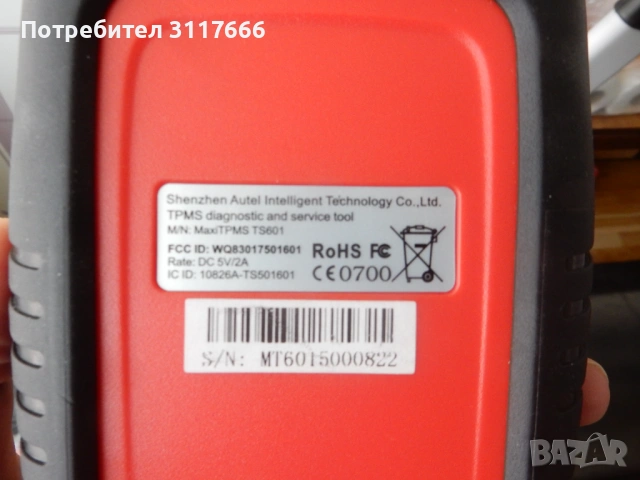 Потребител 3117666
Shenzhen Autel Intelligent Technology Co.,Ltd.
TPMS diagnostic and service tool
M/N: MaxiTPMS TS601
FCC ID: WQ83017501601
Rate: DC 5V/2A
IC ID: 10826A-TS501601
RoHS FC
CE0700
S/N: MT6015000822
BAZAR